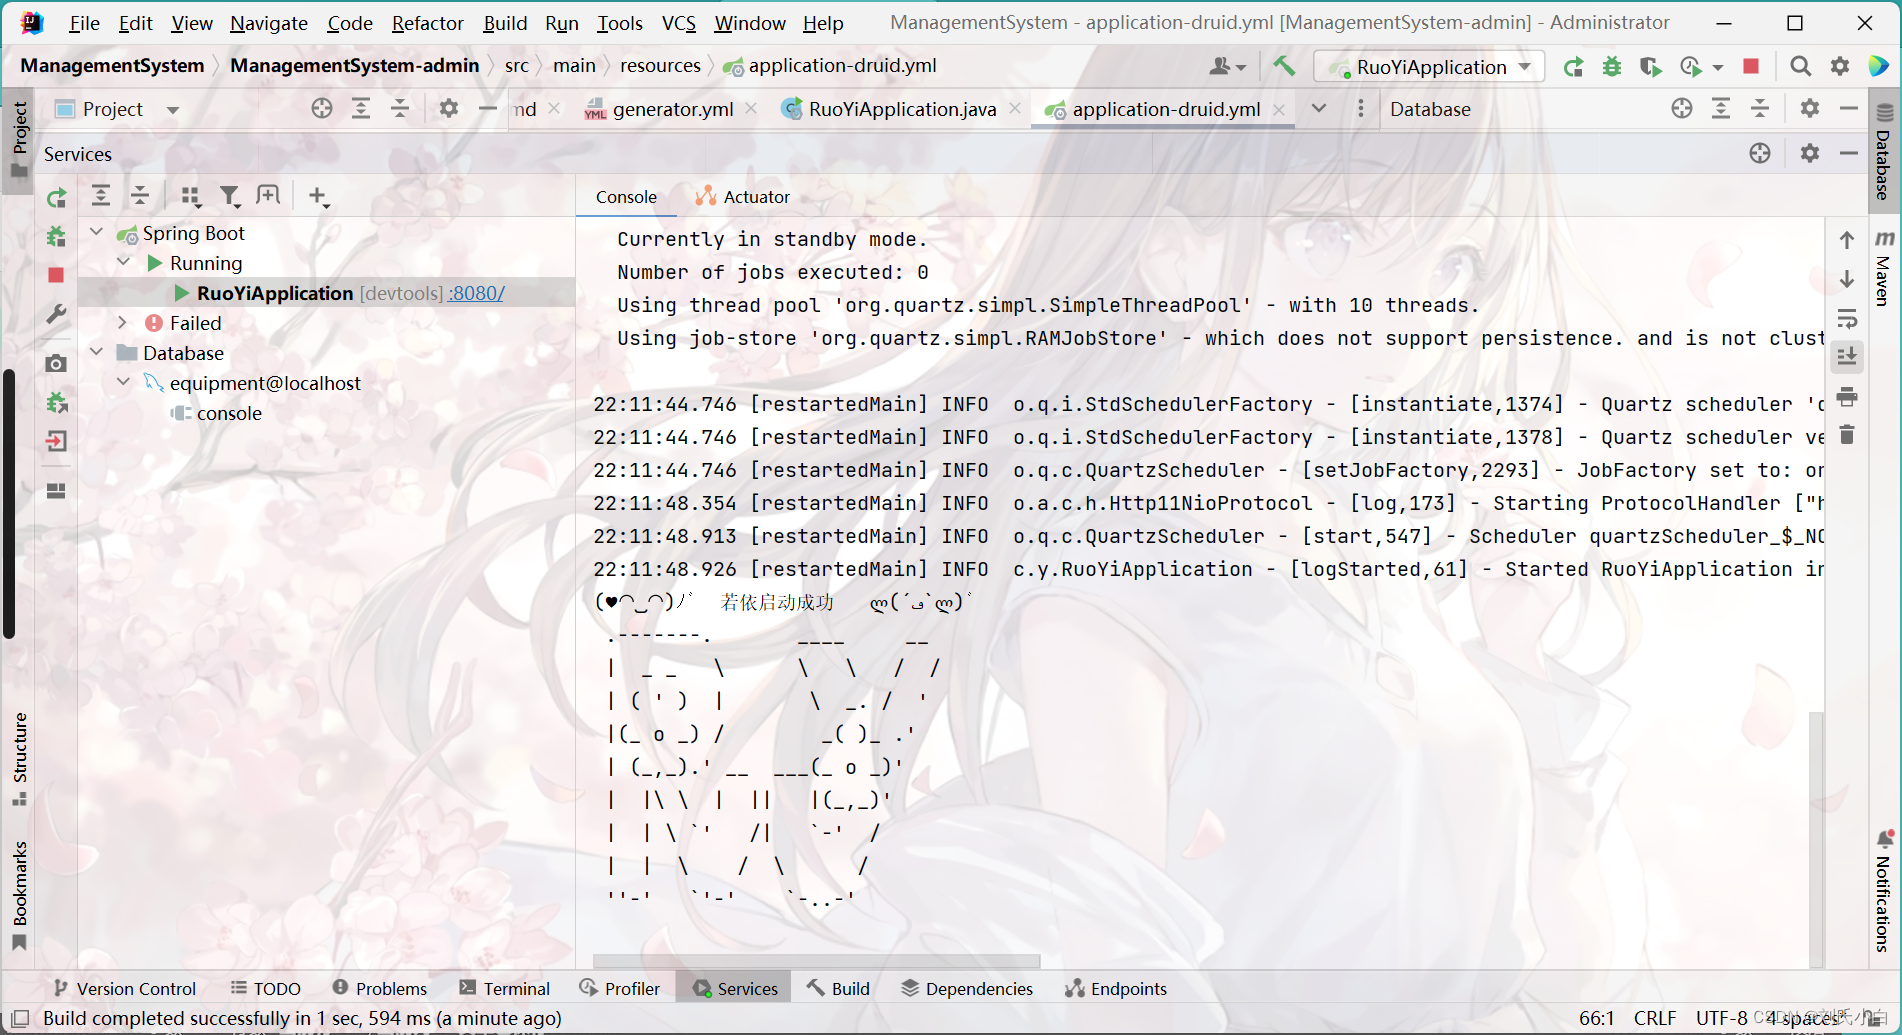 File Edit View Navigate Code Refactor Build Run Tools VCS Window Help ManagementSystem - application-druid.yml [ManagementSystem-admin] - Administrator
ManagementSystem ManagementSystem-admin src main resources application-druid.yml RuoYiApplication
Project md generator.yml RuoYiApplication.java application-druid.yml Database
Services
Console Actuator
Spring Boot
Running
RuoYiApplication [devtools] :8080/
Failed
Database
equipment@localhost
console
Currently in standby mode.
Number of jobs executed: 0
Using thread pool 'org.quartz.simpl.SimpleThreadPool' - with 10 threads.
Using job-store 'org.quartz.simpl.RAMJobStore' - which does not support persistence. and is not clust
22:11:44.746 [restartedMain] INFO  o.q.i.StdSchedulerFactory - [instantiate,1374] - Quartz scheduler 'q
22:11:44.746 [restartedMain] INFO  o.q.i.StdSchedulerFactory - [instantiate,1378] - Quartz scheduler ve
22:11:44.746 [restartedMain] INFO  o.q.c.QuartzScheduler - [setJobFactory,2293] - JobFactory set to: or
22:11:48.354 [restartedMain] INFO  o.a.c.h.Http11NioProtocol - [log,173] - Starting ProtocolHandler ["h
22:11:48.913 [restartedMain] INFO  o.q.c.QuartzScheduler - [start,547] - Scheduler quartzScheduler_$_NO
22:11:48.926 [restartedMain] INFO  c.y.RuoYiApplication - [logStarted,61] - Started RuoYiApplication in
(♥◠‿◠)ﾉﾞ  若依启动成功   ლ(´ڡ`ლ)ﾞ
Project
Structure
Bookmarks
Database
Maven
Notifications
Version Control TODO Problems Terminal Profiler Services Build Dependencies Endpoints
Build completed successfully in 1 sec, 594 ms (a minute ago) 66:1 CRLF UTF-8 4 spaces
CSDN @刘氏小白